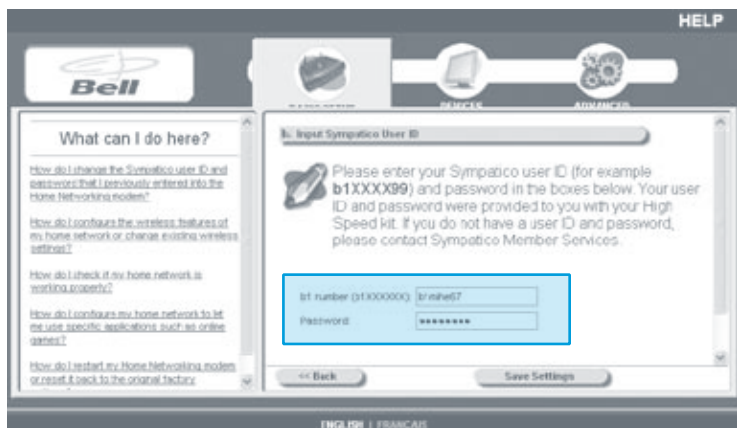 HELP
Bell
DEVICES
ADVANCED
What can I do here?
How do I change the Sympatico user ID and
password that I previously entered into the
Home Networking modem?
How do I configure the wireless features of
my home network or change existing wireless
settings?
How do I check if my home network is
working properly?
How do I configure my home network to let
me use specific applications such as online
games?
How do I restart my Home Networking modem
or reset it back to the original factory
Input Sympatico User ID
Please enter your Sympatico user ID (for example
b1XXXX99) and password in the boxes below. Your user
ID and password were provided to you with your High
Speed kit. If you do not have a user ID and password,
please contact Sympatico Member Services.
b1 number (b1XXXXXX)
Password ********
<< Back
Save Settings
ENGLISH | FRANCAIS